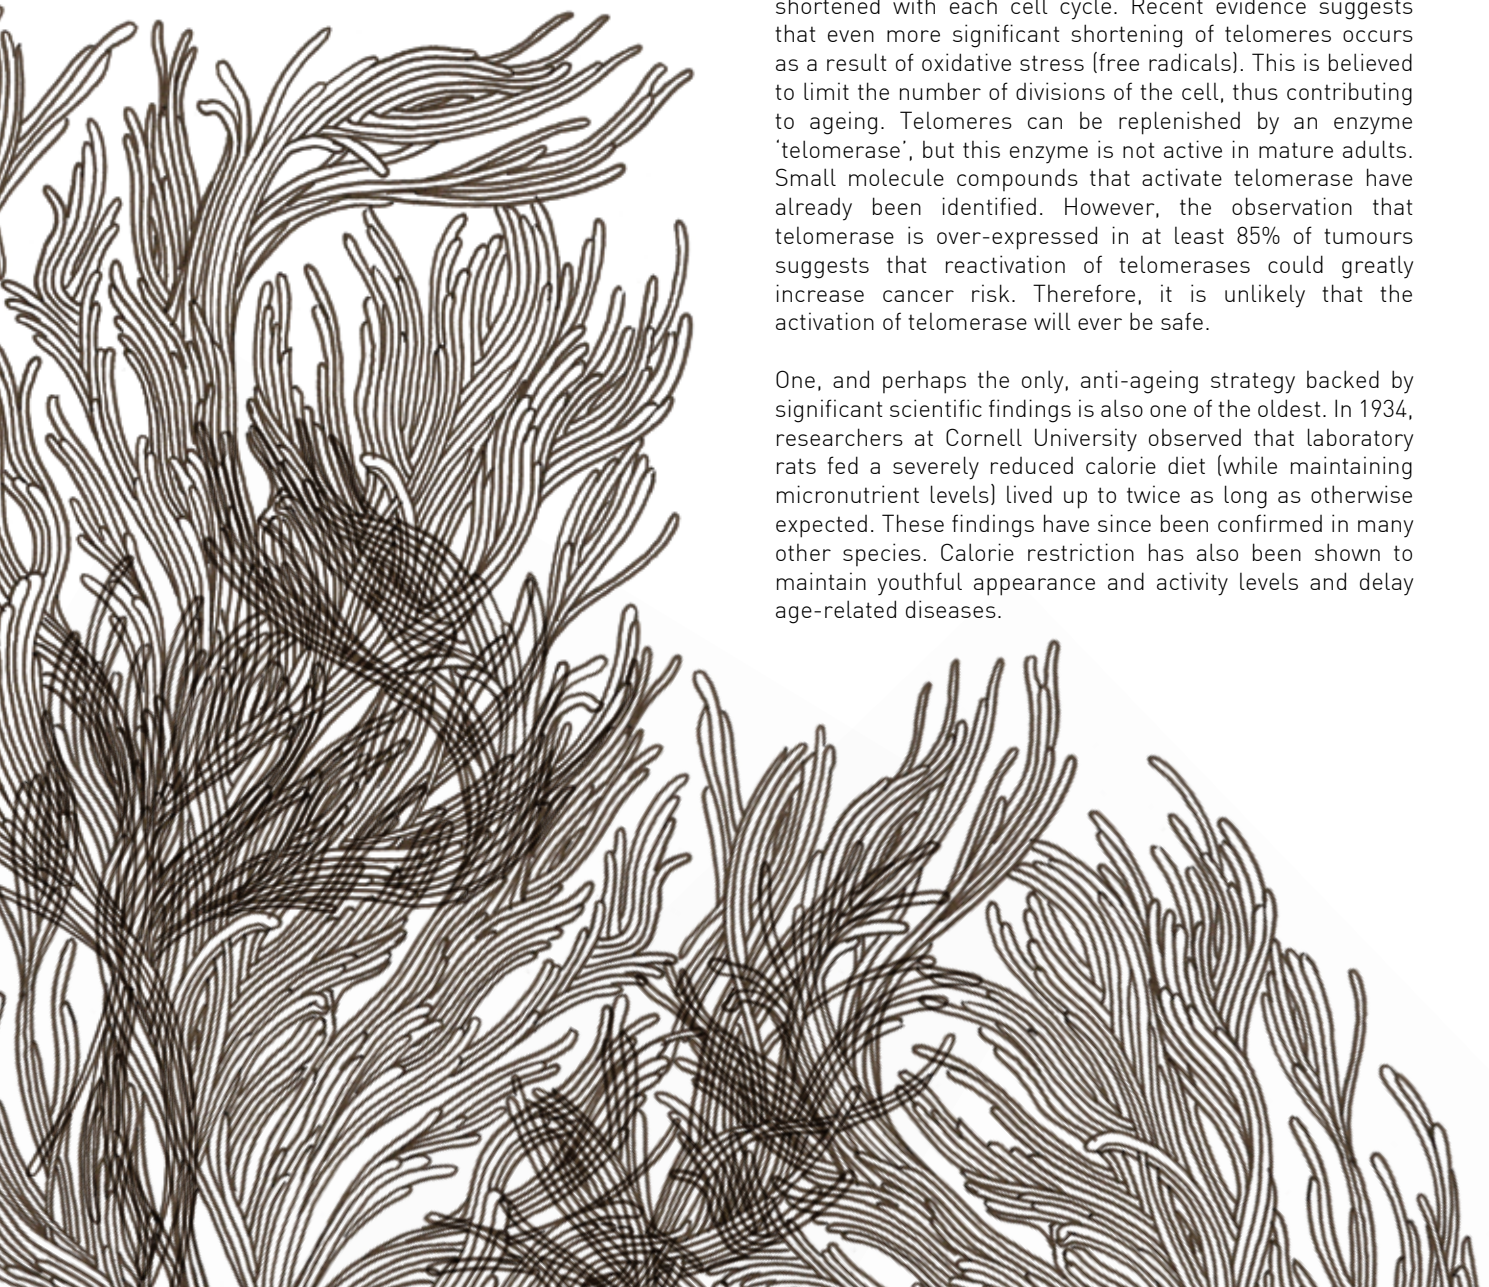 shortened with each cell cycle. Recent evidence suggests
that even more significant shortening of telomeres occurs
as a result of oxidative stress (free radicals). This is believed
to limit the number of divisions of the cell, thus contributing
to ageing. Telomeres can be replenished by an enzyme
‘telomerase’, but this enzyme is not active in mature adults.
Small molecule compounds that activate telomerase have
already been identified. However, the observation that
telomerase is over-expressed in at least 85% of tumours
suggests that reactivation of telomerases could greatly
increase cancer risk. Therefore, it is unlikely that the
activation of telomerase will ever be safe.
One, and perhaps the only, anti-ageing strategy backed by
significant scientific findings is also one of the oldest. In 1934,
researchers at Cornell University observed that laboratory
rats fed a severely reduced calorie diet (while maintaining
micronutrient levels) lived up to twice as long as otherwise
expected. These findings have since been confirmed in many
other species. Calorie restriction has also been shown to
maintain youthful appearance and activity levels and delay
age-related diseases.